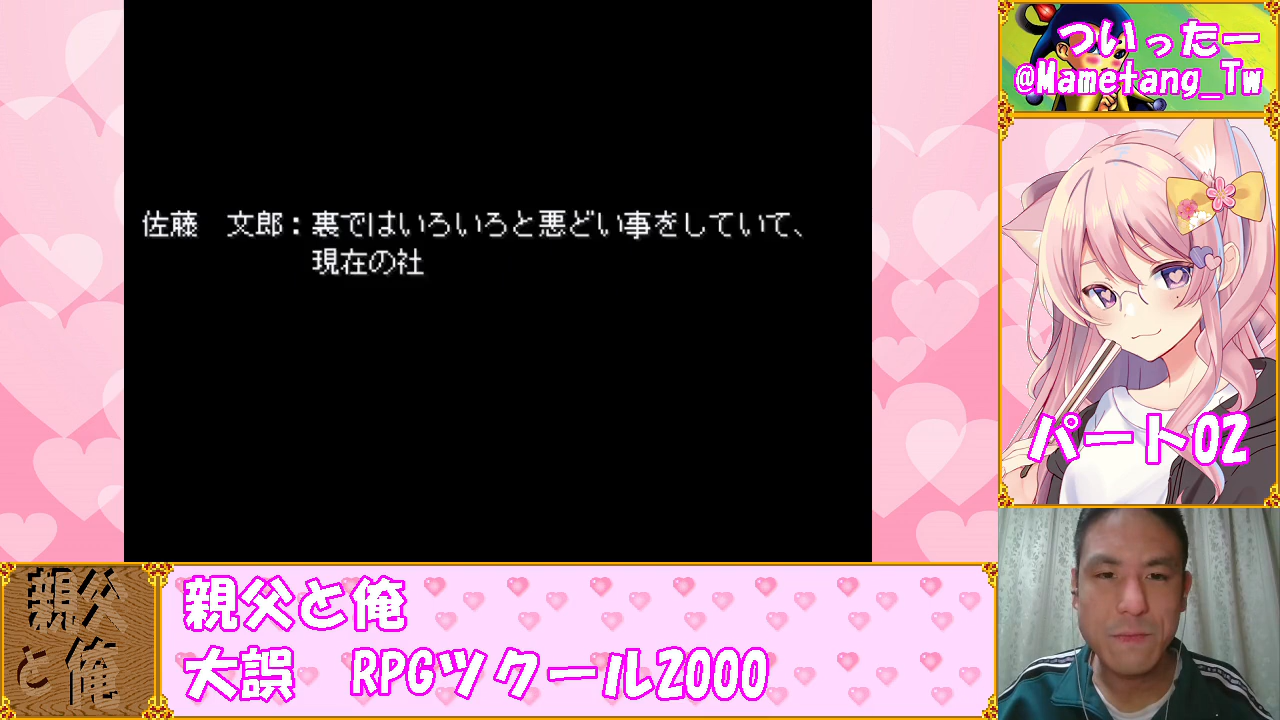 佐藤　文郎：裏ではいろいろと悪どい事をしていて、
現在の社
ついったー
@Mametang_Tw
パート02
親父と俺
親父と俺
大誤　RPGツクール2000